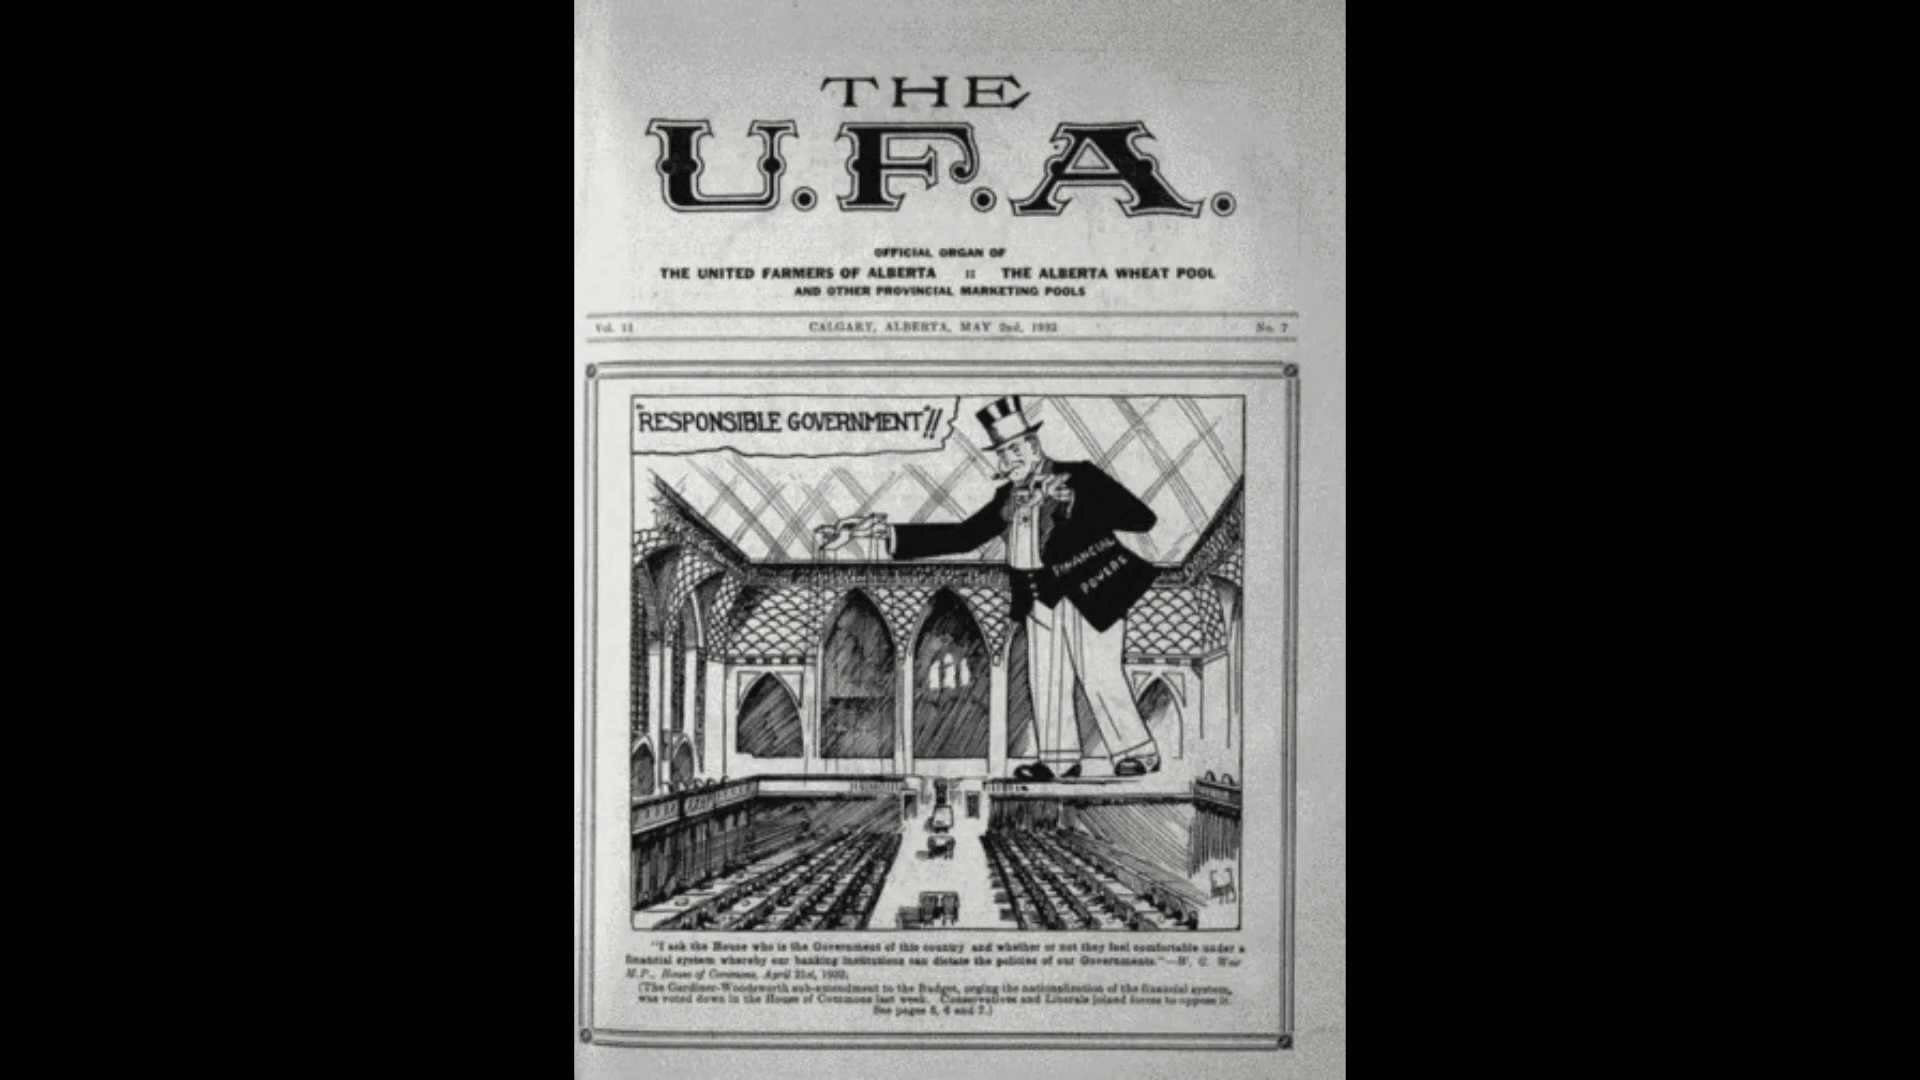 THE
U.F.A.
OFFICIAL ORGAN OF
THE UNITED FARMERS OF ALBERTA :: THE ALBERTA WHEAT POOL
AND OTHER PROVINCIAL MARKETING POOLS
Vol. 11 CALGARY, ALBERTA, MAY 2nd, 1932 No. 7
"RESPONSIBLE GOVERNMENT"!!
FINANCIAL
POWERS
"I ask the House who is the Government of this country and whether or not they feel comfortable under a
financial system whereby our banking institutions can dictate the policies of our Governments."—W. G. Weir
M.P., House of Commons, April 21st, 1932.
(The Gardiner-Woodsworth sub-amendment to the Budget, urging the nationalization of the financial system,
was voted down in the House of Commons last week. Conservatives and Liberals joined forces to oppose it.
See pages 5, 6 and 7.)